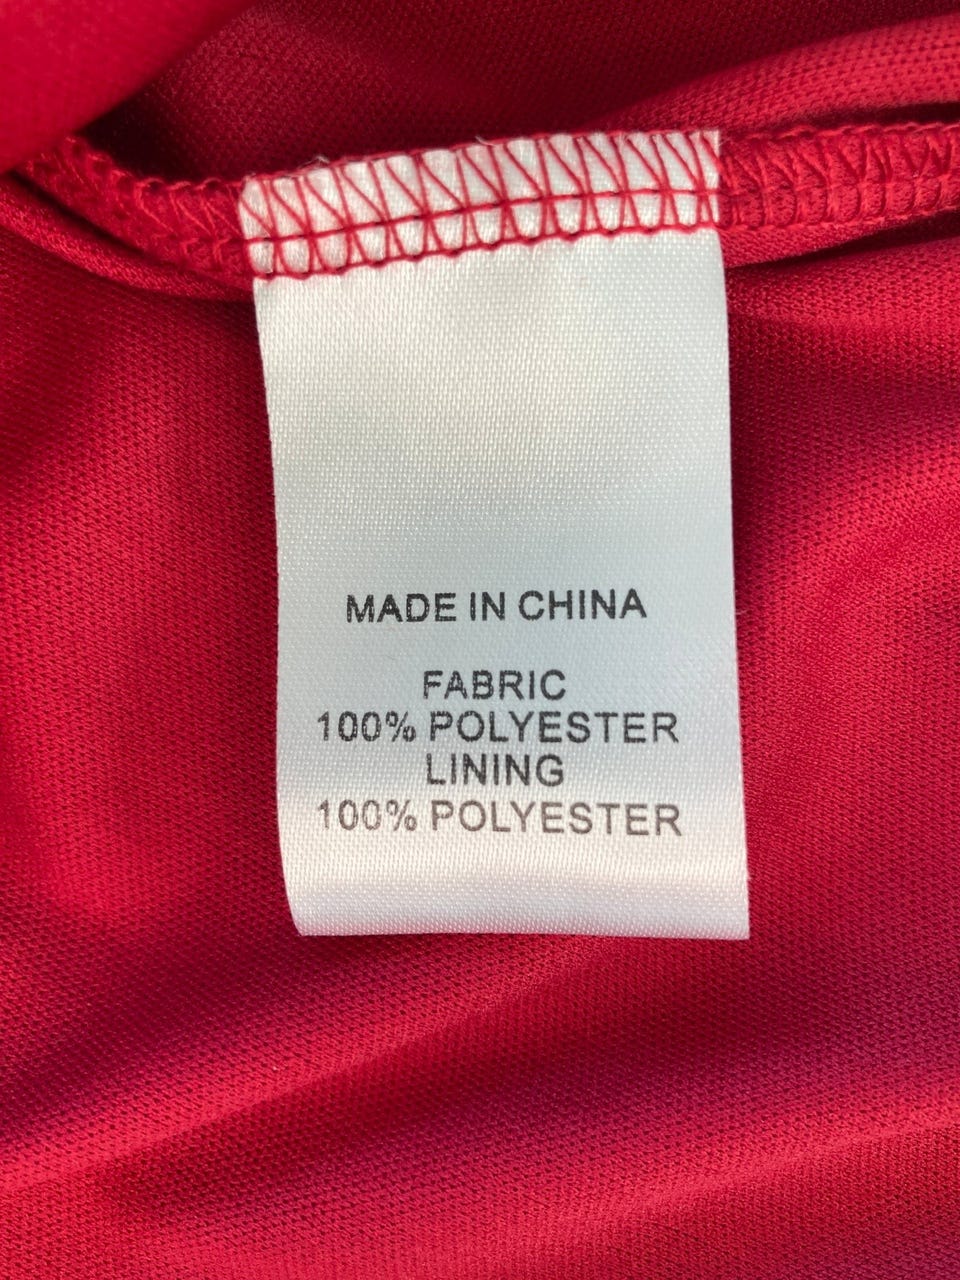 MADE IN CHINA
FABRIC
100% POLYESTER
LINING
100% POLYESTER